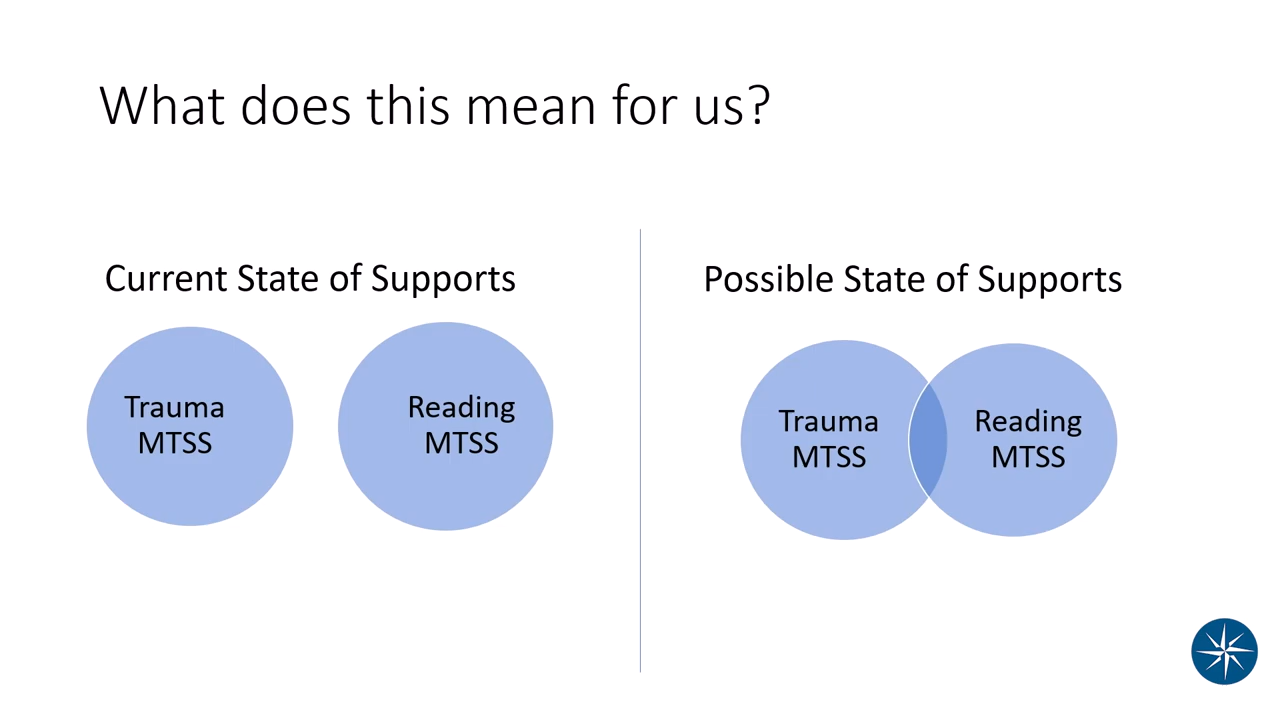 What does this mean for us?
Current State of Supports
Trauma
MTSS
Reading
MTSS
Possible State of Supports
Trauma
MTSS
Reading
MTSS